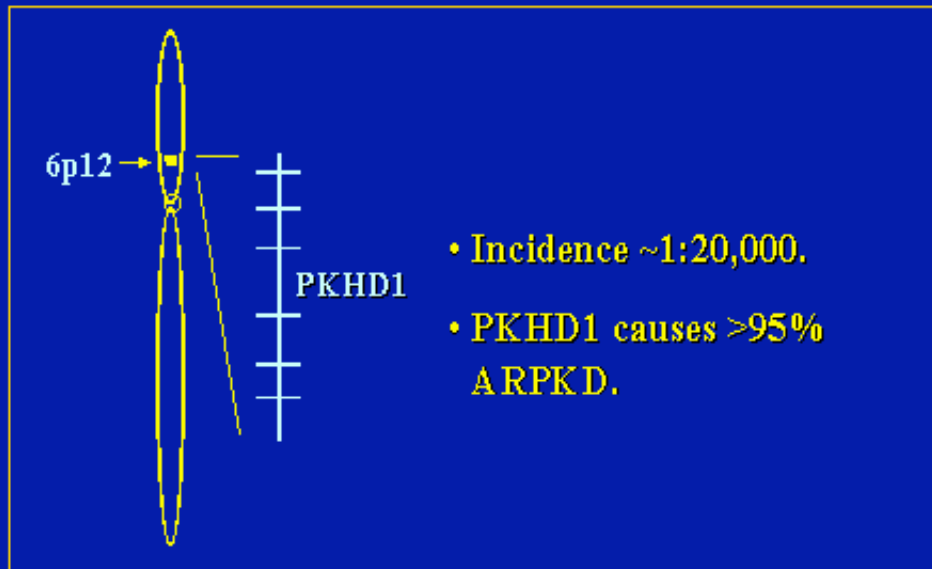 6p12
PKHD1
• Incidence ~1:20,000.
• PKHD1 causes >95%
ARPKD.